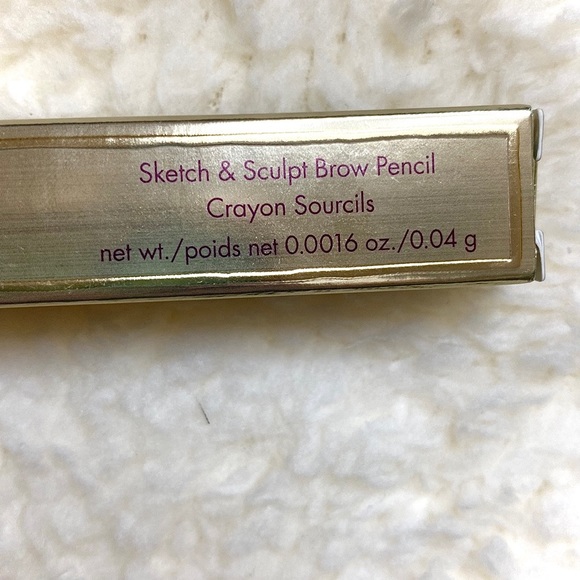 Sketch & Sculpt Brow Pencil
Crayon Sourcils
net wt./poids net 0.0016 oz./0.04 g